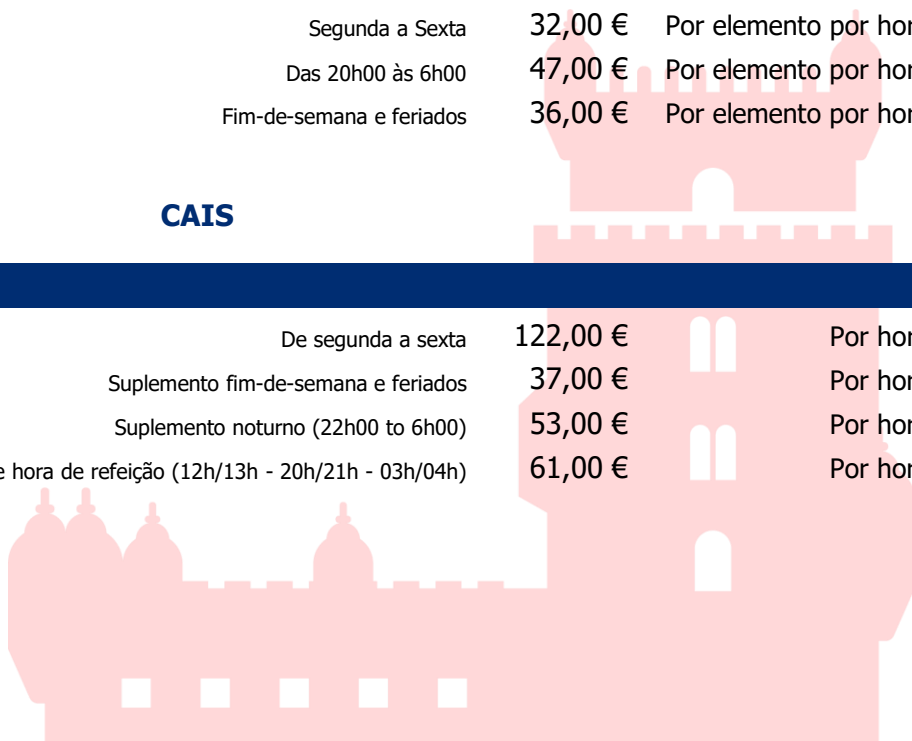 Segunda a Sexta 32,00 € Por elemento por hor
Das 20h00 às 6h00 47,00 € Por elemento por hor
Fim-de-semana e feriados 36,00 € Por elemento por hor
CAIS
De segunda a sexta 122,00 € Por hor
Suplemento fim-de-semana e feriados 37,00 € Por hor
Suplemento noturno (22h00 to 6h00) 53,00 € Por hor
e hora de refeição (12h/13h - 20h/21h - 03h/04h) 61,00 € Por hor